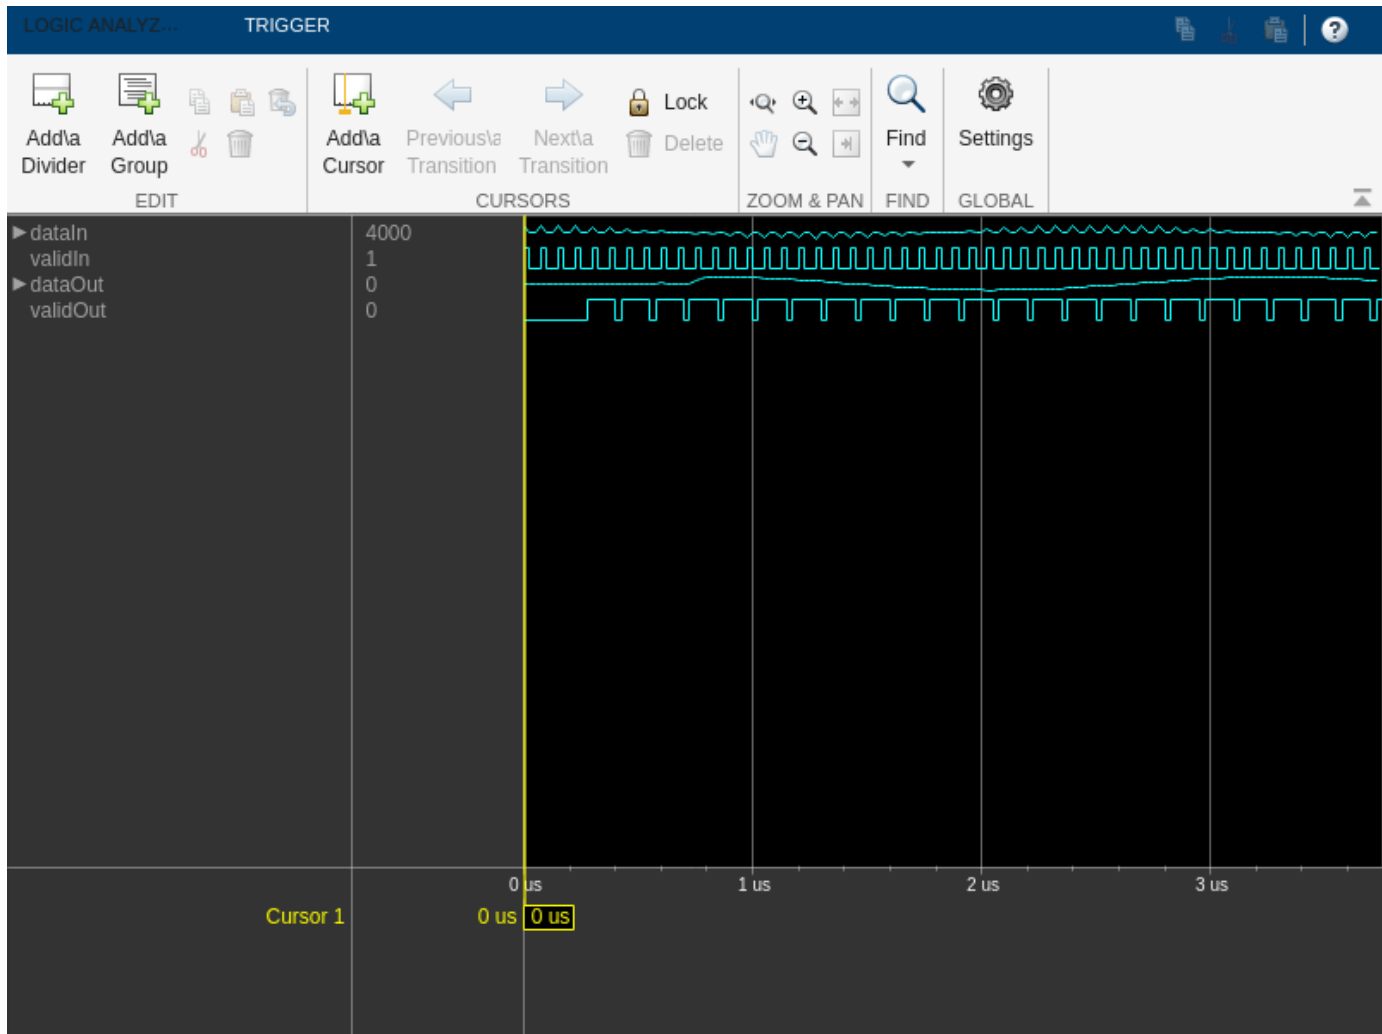 LOGIC ANALYZ... TRIGGER
Add\a Divider
Add\a Group
Add\a Cursor
Previous\a Transition
Next\a Transition
Lock
Delete
Find
Settings
EDIT CURSORS ZOOM & PAN FIND GLOBAL
dataIn 4000
validIn 1
dataOut 0
validOut 0
0 us 1 us 2 us 3 us
Cursor 1 0 us 0 us